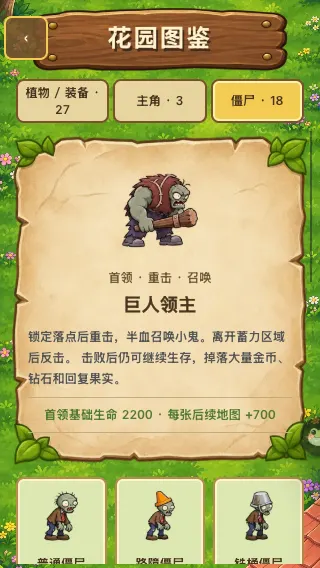 花园图鉴
植物 / 装备 · 27
主角 · 3
僵尸 · 18
首领 · 重击 · 召唤
巨人领主
锁定落点后重击，半血召唤小鬼。离开蓄力区域
后反击。 击败后仍可继续生存，掉落大量金币、
钻石和回复果实。
首领基础生命 2200 · 每张后续地图 +700
普通僵尸
路障僵尸
铁桶僵尸